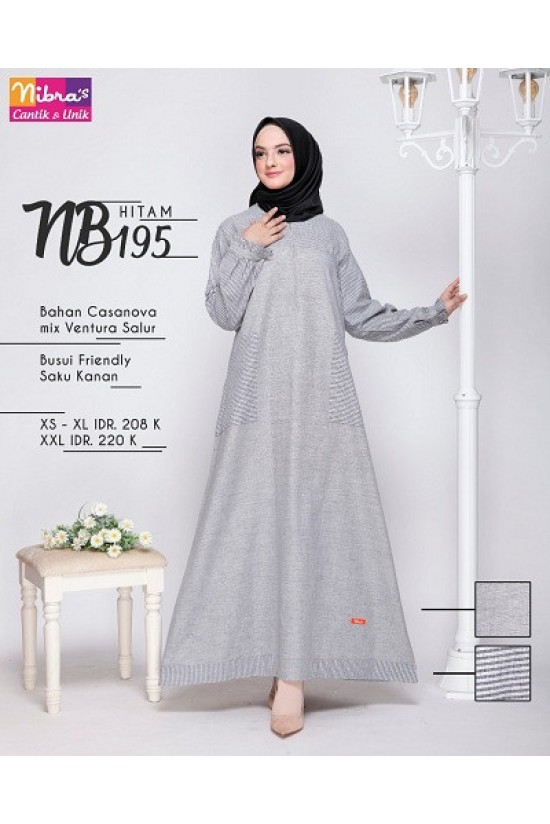 nibra's
Cantik & Unik
NB195
HITAM
Bahan Casanova
mix Ventura Salur
Busui Friendly
Saku Kanan
XS - XL IDR. 208 K
XXL IDR. 220 K